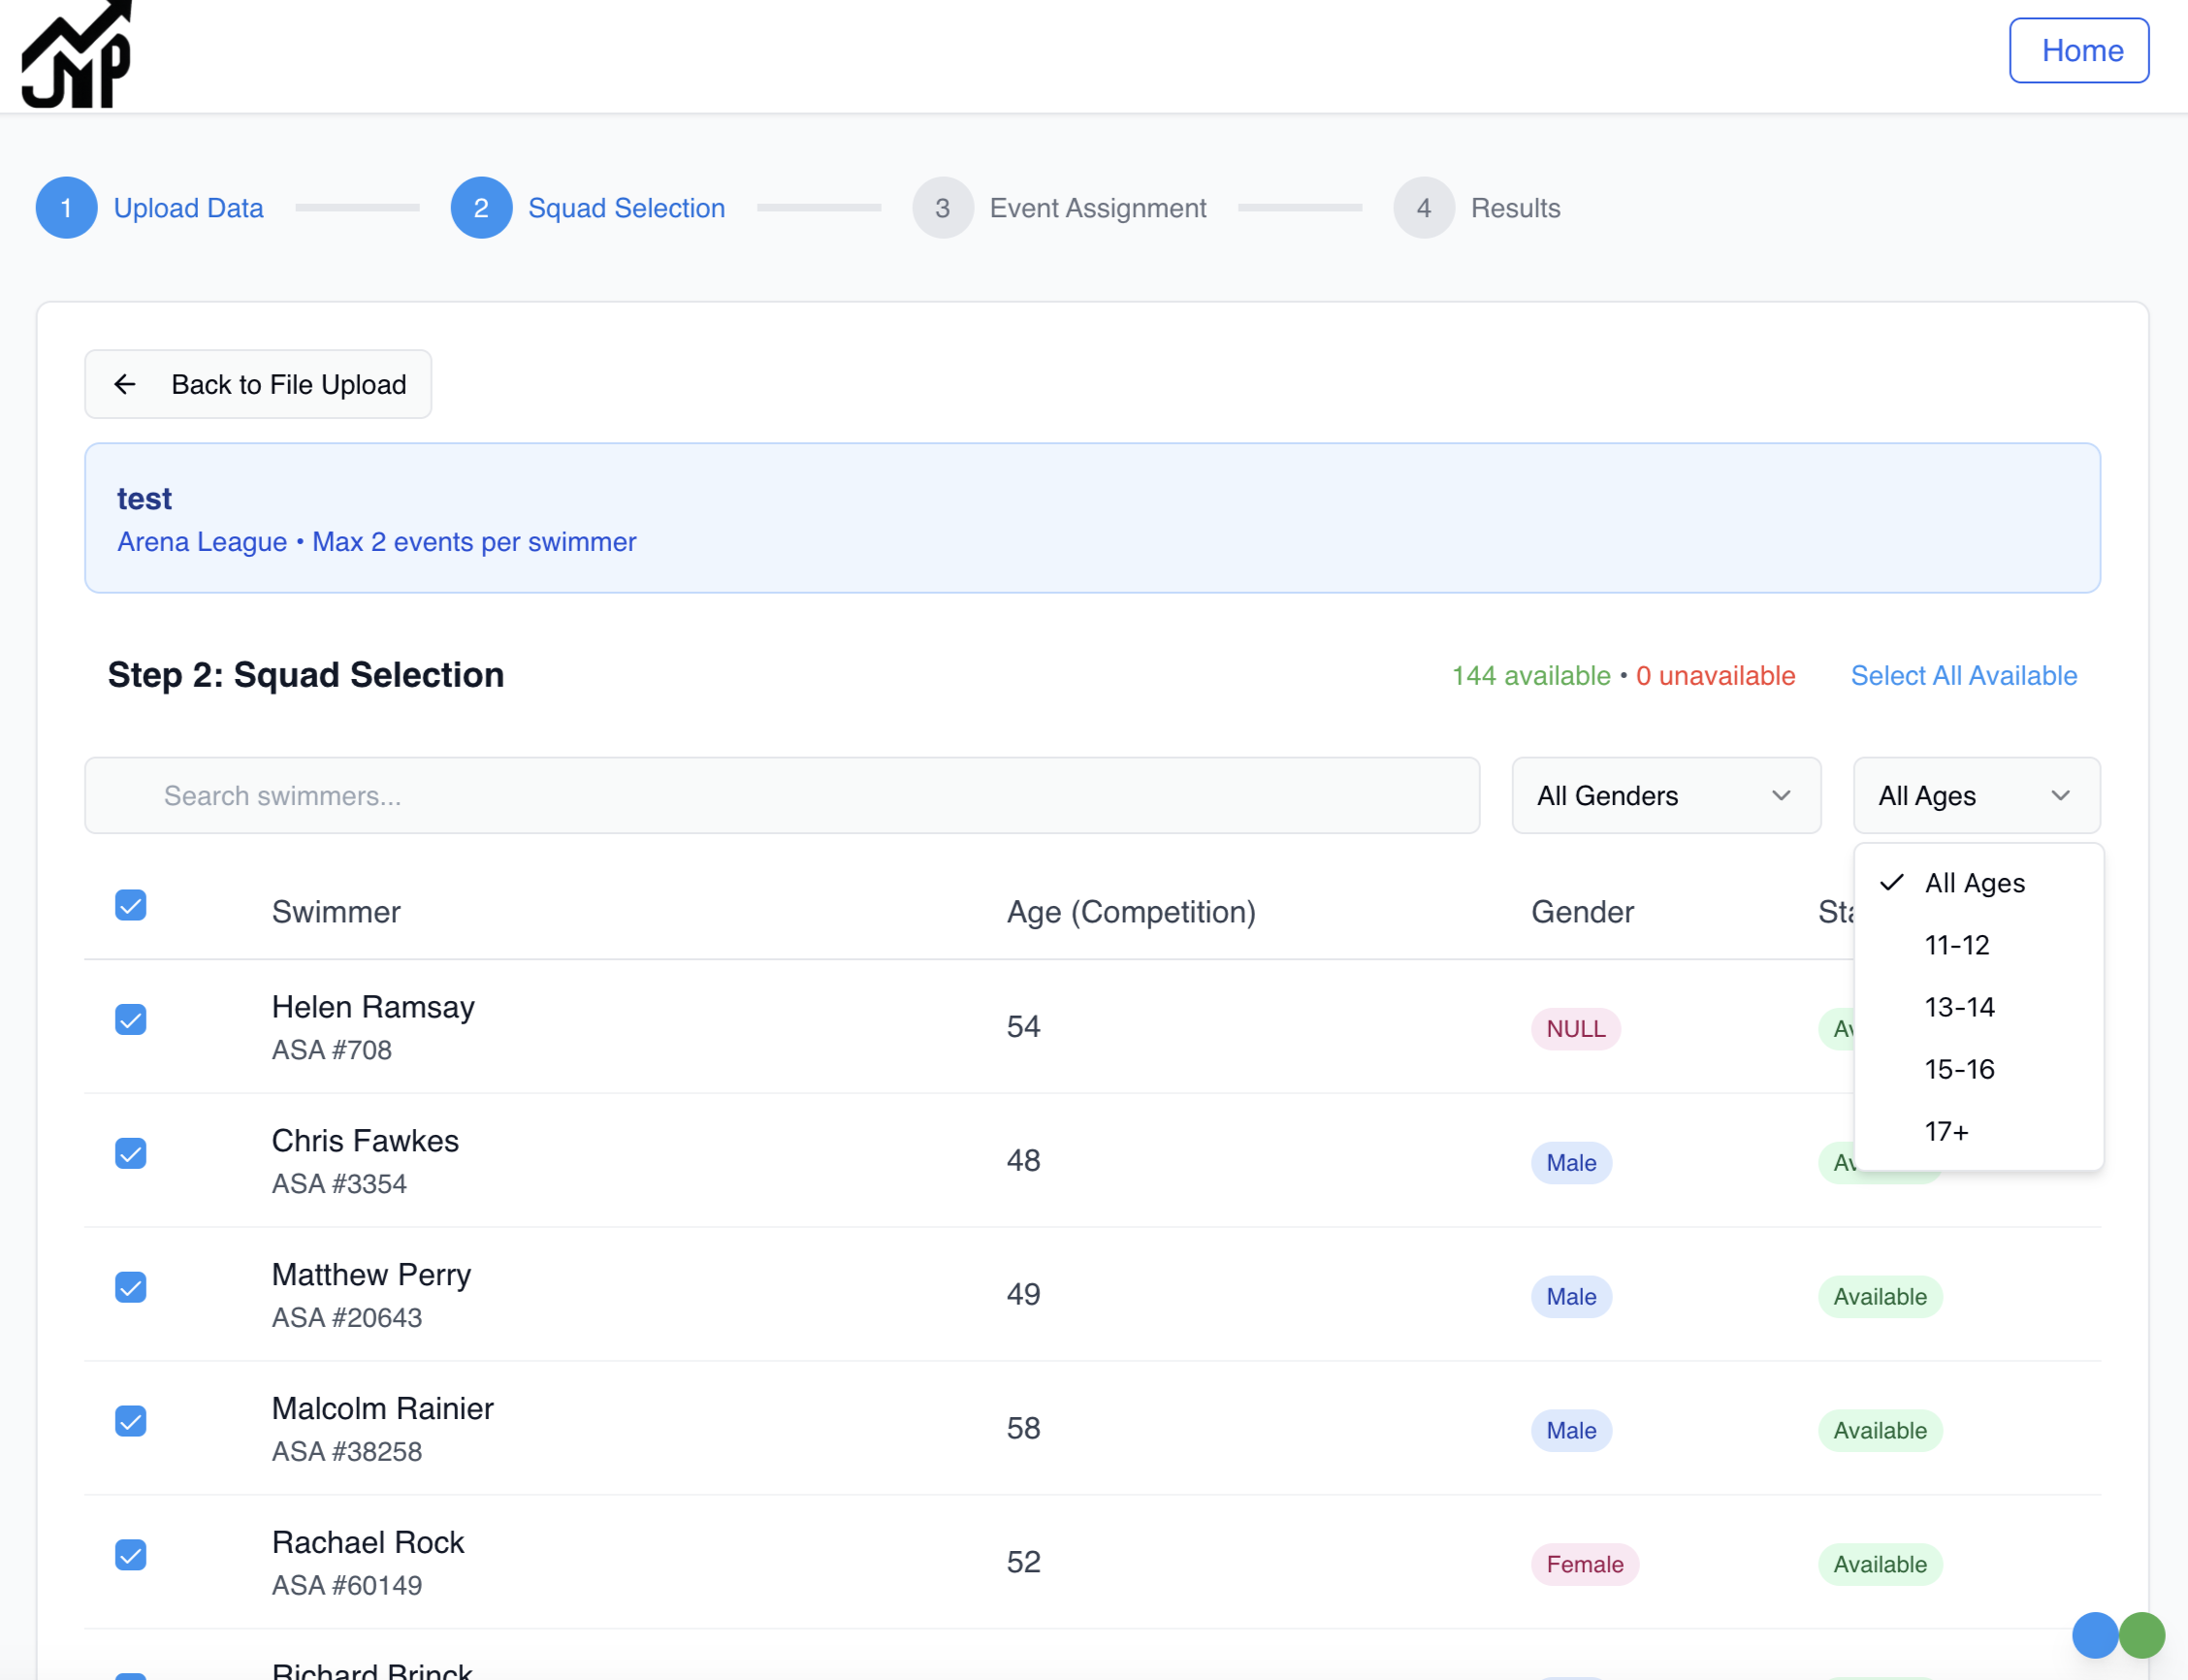 JMP
Home
1 Upload Data 2 Squad Selection 3 Event Assignment 4 Results
Back to File Upload
test
Arena League • Max 2 events per swimmer
Step 2: Squad Selection 144 available • 0 unavailable Select All Available
Search swimmers... All Genders All Ages
All Ages
11-12
13-14
15-16
17+
Swimmer Age (Competition) Gender Sta
Helen Ramsay 54 NULL Av
ASA #708
Chris Fawkes 48 Male Av
ASA #3354
Matthew Perry 49 Male Available
ASA #20643
Malcolm Rainier 58 Male Available
ASA #38258
Rachael Rock 52 Female Available
ASA #60149
Richard Brinck